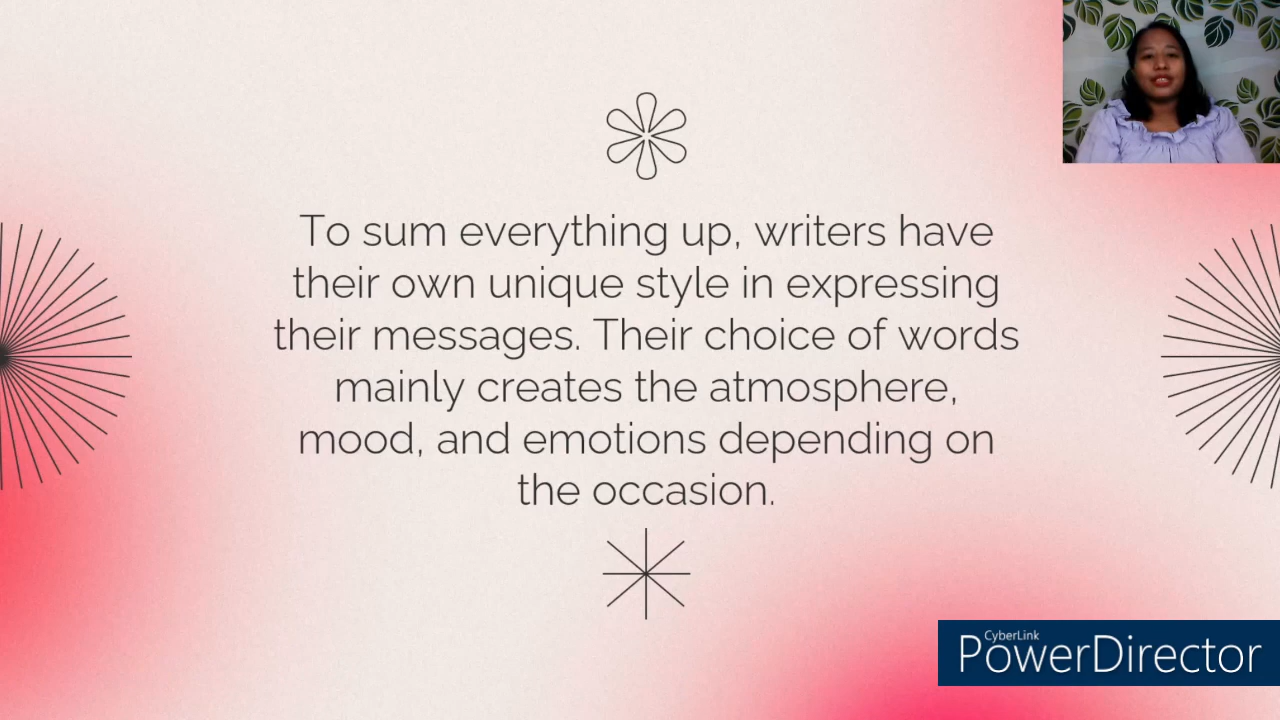 To sum everything up, writers have
their own unique style in expressing
their messages. Their choice of words
mainly creates the atmosphere,
mood, and emotions depending on
the occasion.
CyberLink
PowerDirector